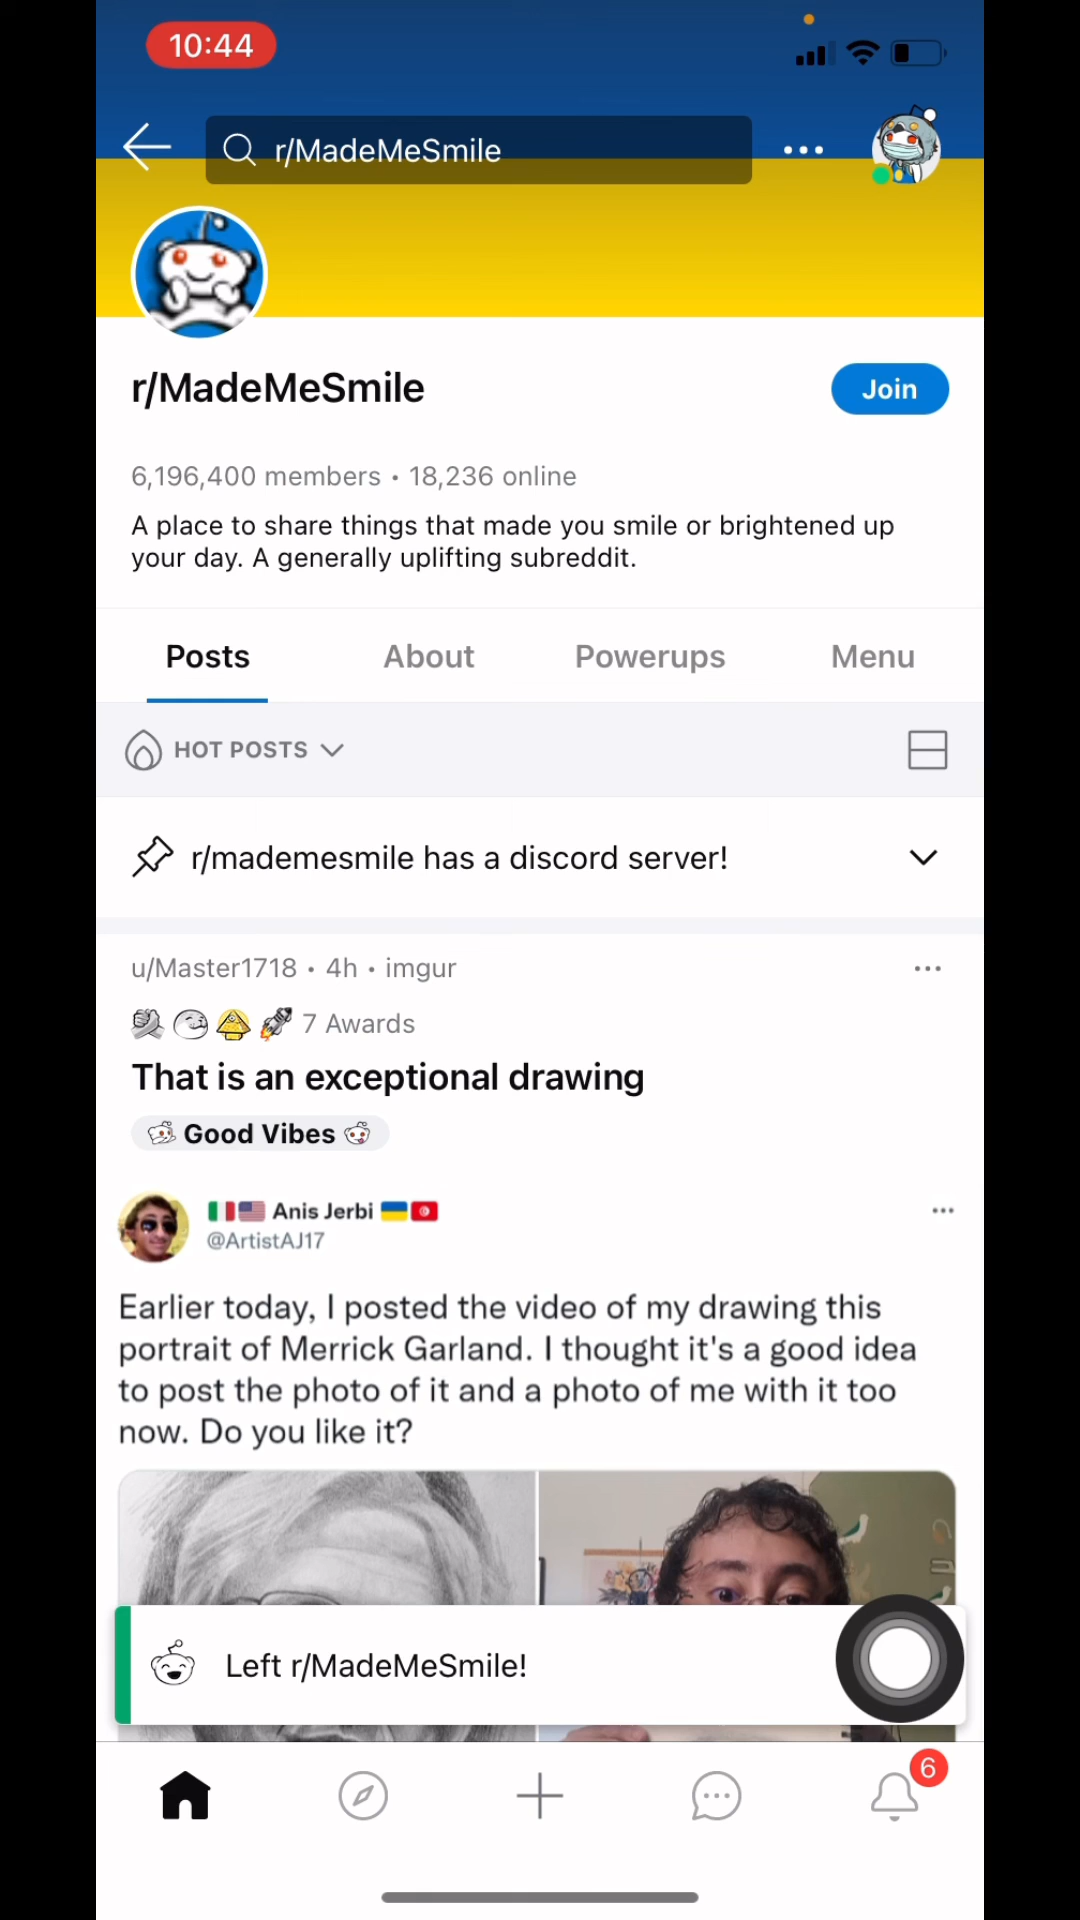 10:44
r/MadeMeSmile
r/MadeMeSmile
Join
6,196,400 members • 18,236 online
A place to share things that made you smile or brightened up
your day. A generally uplifting subreddit.
Posts
About
Powerups
Menu
HOT POSTS
r/mademesmile has a discord server!
u/Master1718 • 4h • imgur
7 Awards
That is an exceptional drawing
Good Vibes
Anis Jerbi
@ArtistAJ17
Earlier today, I posted the video of my drawing this
portrait of Merrick Garland. I thought it's a good idea
to post the photo of it and a photo of me with it too
now. Do you like it?
Left r/MadeMeSmile!
6